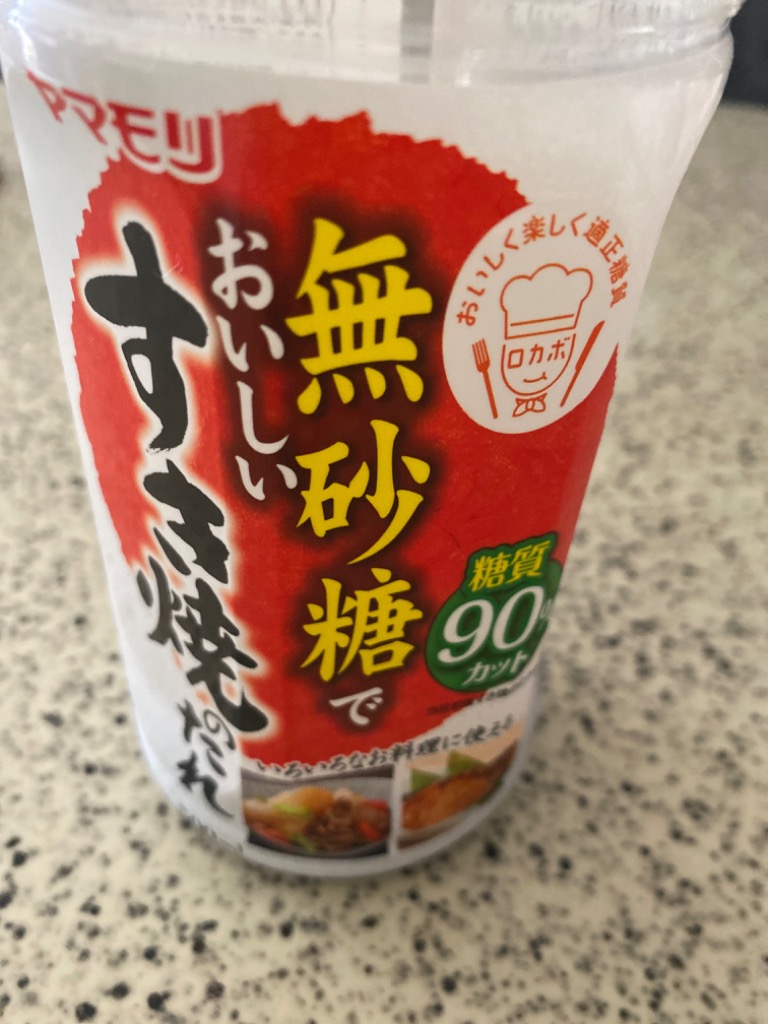 ヤマモリ
無砂糖で
おいしい
すき焼のたれ
おいしく楽しく適正糖質
ロカボ
糖質
90%
カット
いろいろなお料理に使える